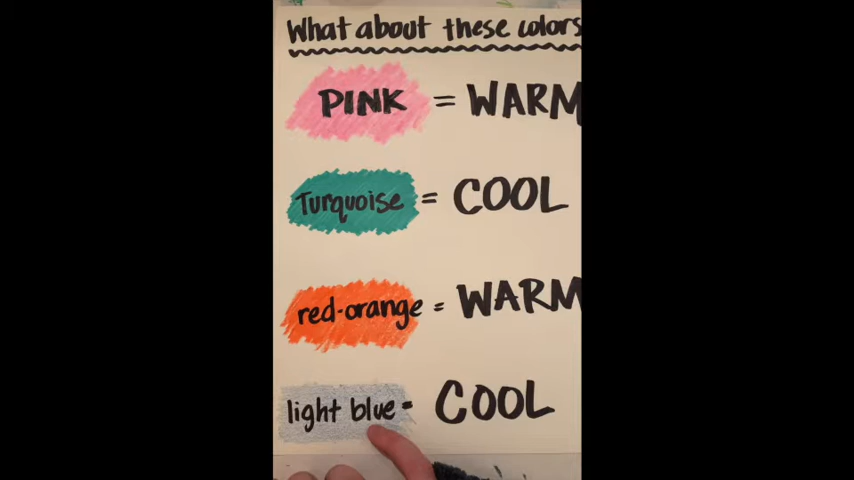 What about these colors
PINK = WARM
Turquoise = COOL
red-orange = WARM
light blue = COOL